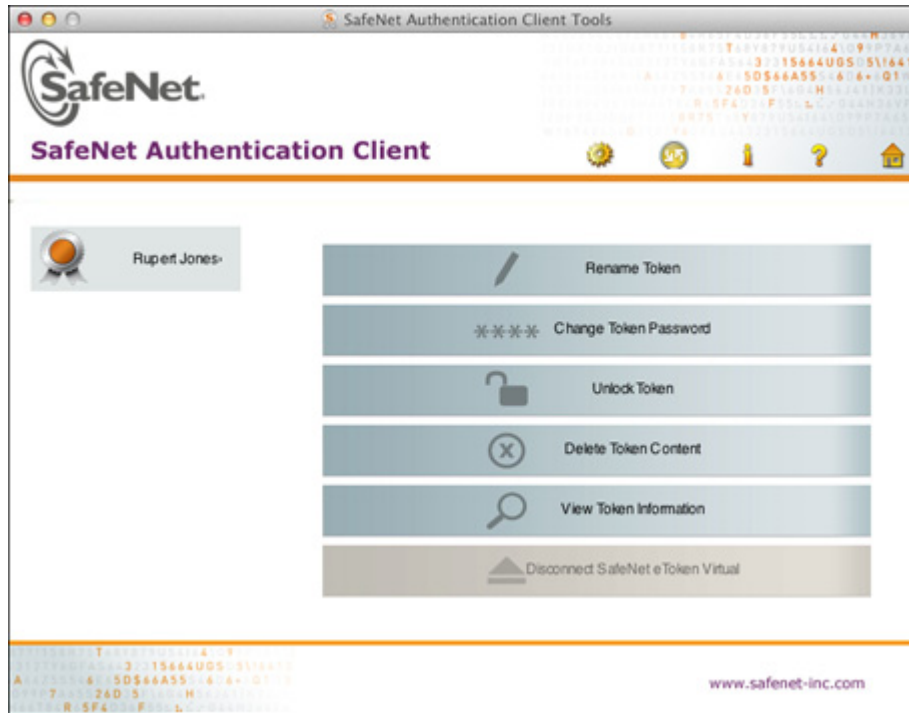 SafeNet Authentication Client Tools
SafeNet.
SafeNet Authentication Client
Rupert Jones
Rename Token
**** Change Token Password
Unlock Token
Delete Token Content
View Token Information
Disconnect SafeNet eToken Virtual
www.safenet-inc.com